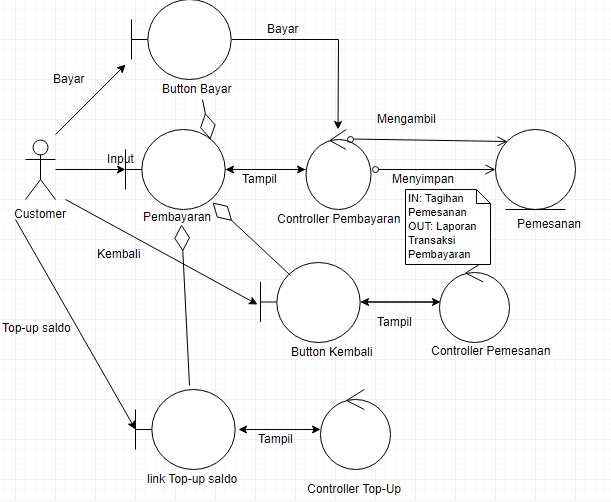 Bayar
Button Bayar
Bayar
Mengambil
Input
Tampil
Menyimpan
Customer
Pembayaran
Controller Pembayaran
IN: Tagihan
Pemesanan
OUT: Laporan
Transaksi
Pembayaran
Pemesanan
Kembali
Top-up saldo
Tampil
Button Kembali
Controller Pemesanan
Tampil
link Top-up saldo
Controller Top-Up